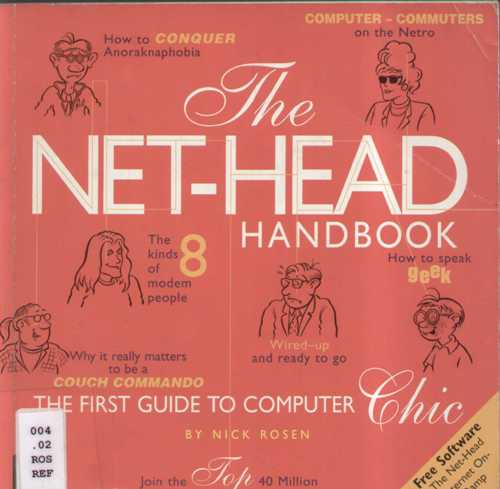 How to CONQUER
Anoraknaphobia
COMPUTER - COMMUTERS
on the Netro
The
NET-HEAD
HANDBOOK
The 8
kinds
of
modem
people
How to speak
geek
Wired-up
and ready to go
Why it really matters
to be a
COUCH COMMANDO
THE FIRST GUIDE TO COMPUTER Chic
BY NICK ROSEN
004
.02
ROS
REF
Join the Top 40 Million
Free Software
The Net-Head
On-